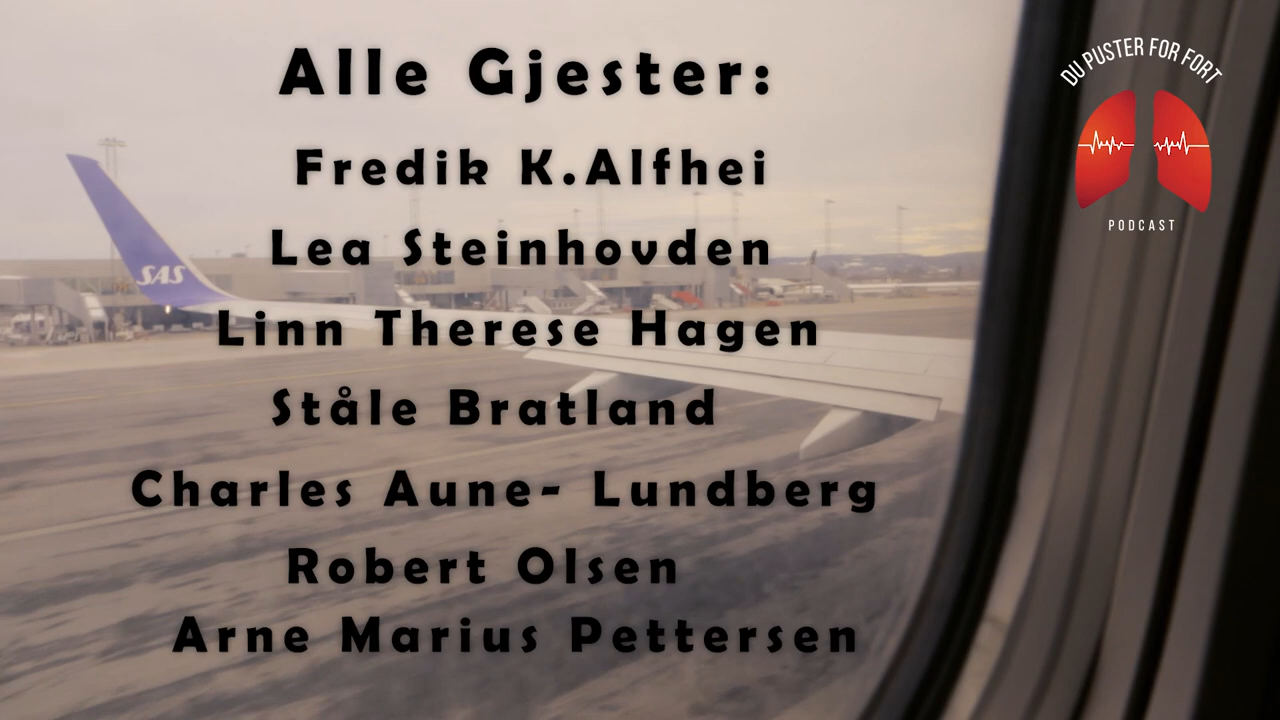 Alle Gjester:
Fredik K.Alfhei
Lea Steinhovden
Linn Therese Hagen
Ståle Bratland
Charles Aune- Lundberg
Robert Olsen
Arne Marius Pettersen
DU PUSTER FOR FORT
PODCAST
SAS